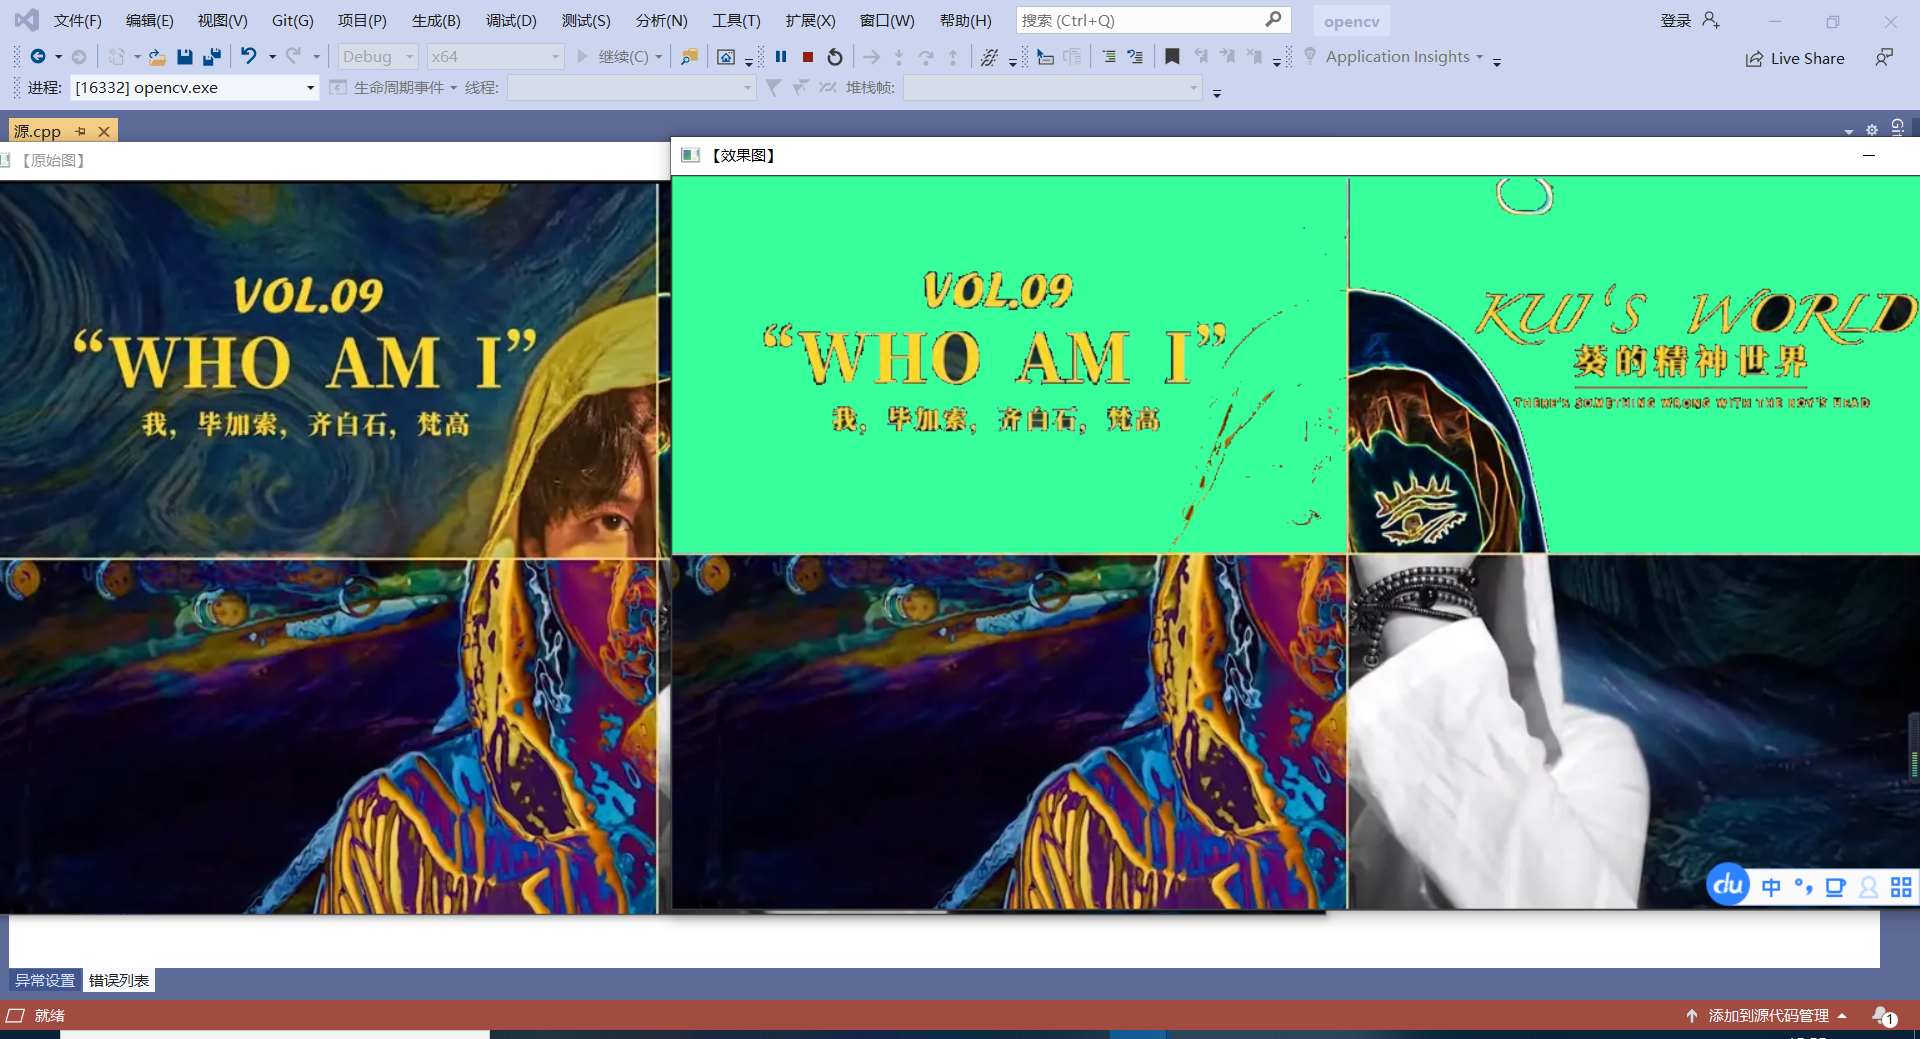 文件(F) 编辑(E) 视图(V) Git(G) 项目(P) 生成(B) 调试(D) 测试(S) 分析(N) 工具(T) 扩展(X) 窗口(W) 帮助(H) 搜索 (Ctrl+Q) opencv 登录
Debug x64 继续(C) Application Insights Live Share
进程: [16332] opencv.exe 生命周期事件 线程: 堆栈帧:
源.cpp
【原始图】
VOL.09
“WHO AM I”
我，毕加索，齐白石，梵高
【效果图】
VOL.09
“WHO AM I”
我，毕加索，齐白石，梵高
KUI‘S WORLD
葵的精神世界
THERE'S SOMETHING WRONG WITH THE BOY'S HEAD
du 中
异常设置 错误列表
就绪 添加到源代码管理 1